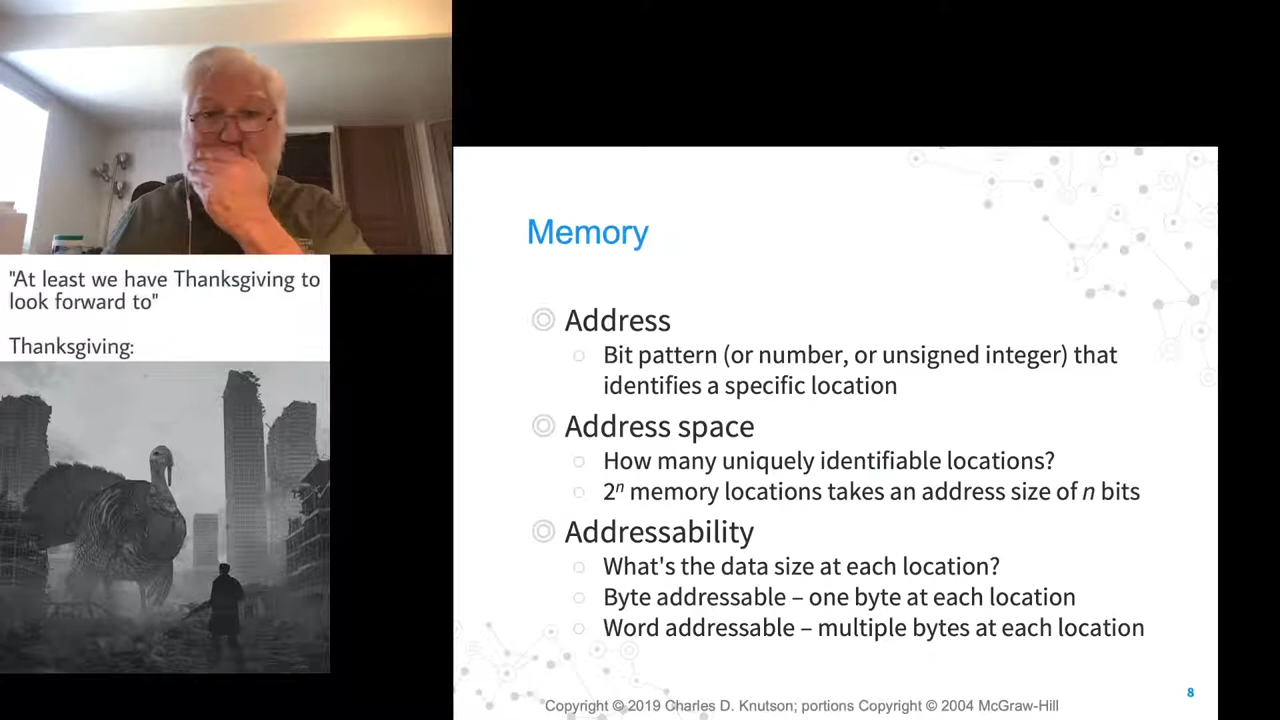 "At least we have Thanksgiving to
look forward to"
Thanksgiving:
Memory
Address
Bit pattern (or number, or unsigned integer) that
identifies a specific location
Address space
How many uniquely identifiable locations?
2ⁿ memory locations takes an address size of n bits
Addressability
What's the data size at each location?
Byte addressable – one byte at each location
Word addressable – multiple bytes at each location
8
Copyright © 2019 Charles D. Knutson; portions Copyright © 2004 McGraw-Hill